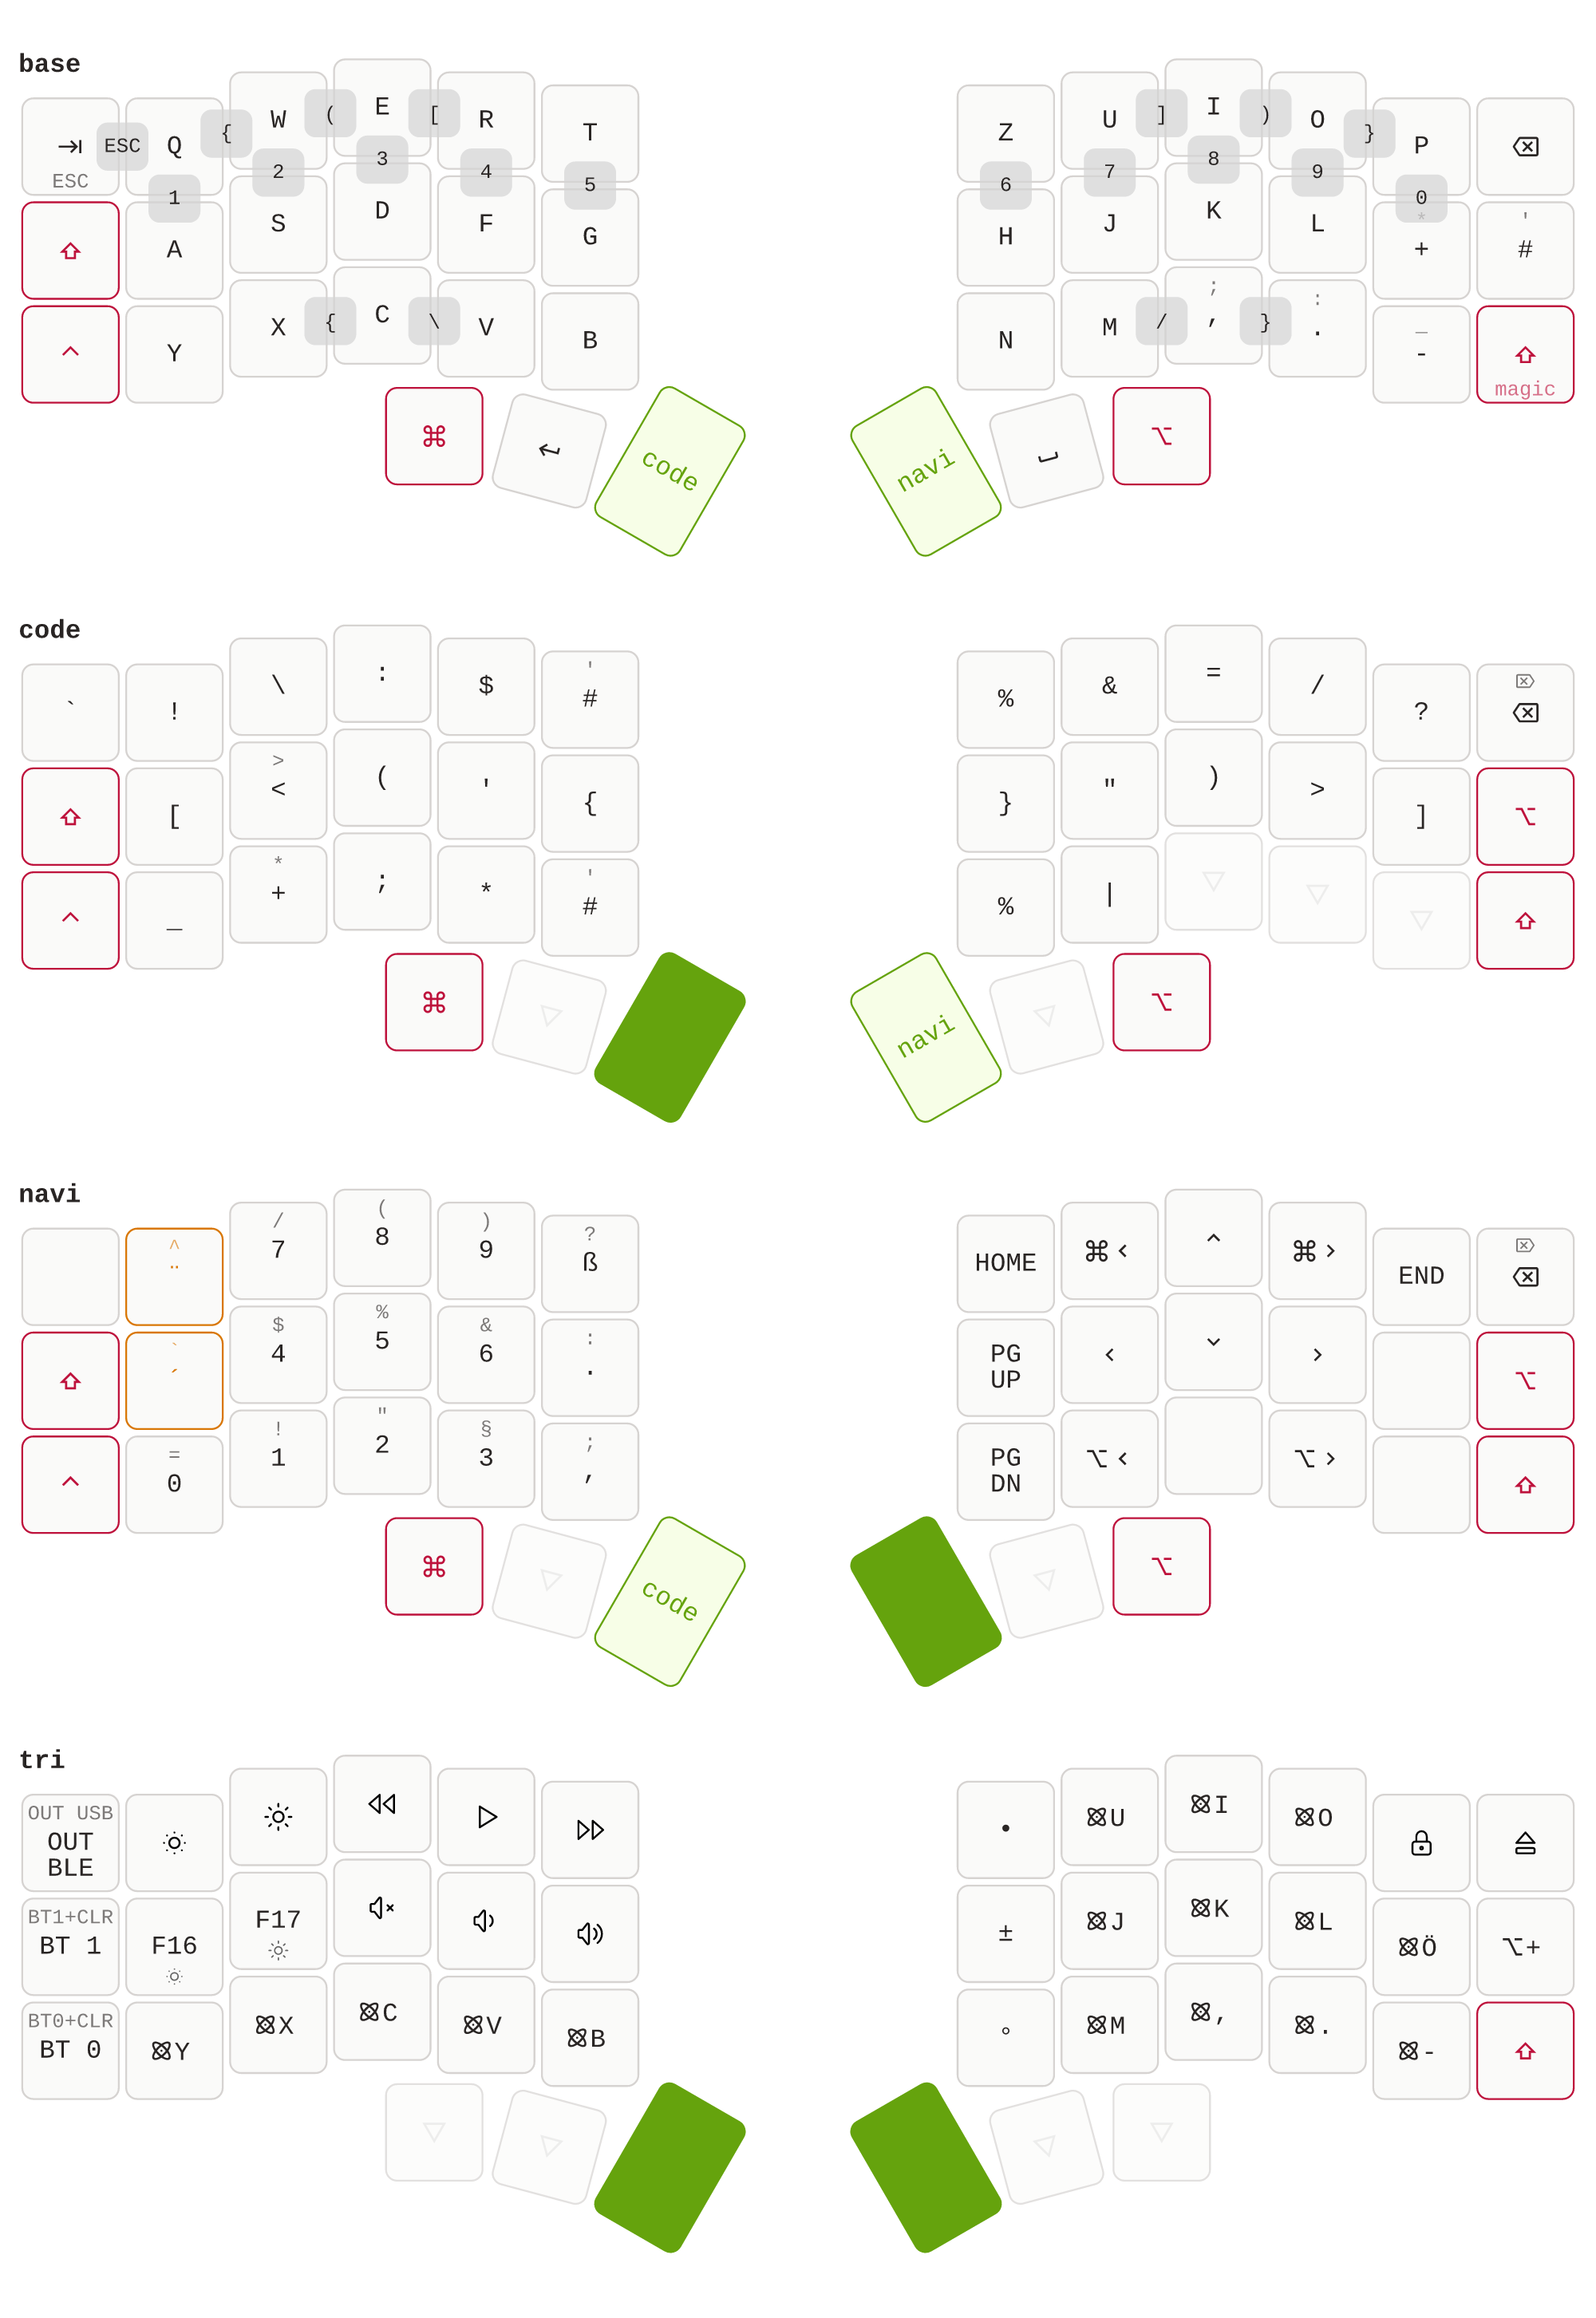 base
⇥ ESC Q { W ( E [ R T Z U ] I ) O } P ⌫
ESC 1 2 3 4 5 6 7 8 9 0
⇧ A S D F G H J K L * + ' #
^ Y X { C \ V B N M / ; , } : . _ - ⇧ magic
⌘ ↩ code navi ⎵ ⌥
code
` ! \ : $ ' # % & = / ? ⌦ ⌫
⇧ [ > < ( ' { } " ) > ] ⌥
^ _ * + ; * ' # % | ▽ ▽ ▽ ⇧
⌘ ▽ navi ▽ ⌥
navi
^ ¨ / 7 ( 8 ) 9 ? ß HOME ⌘ < ^ ⌘ > END ⌦ ⌫
⇧ ` ´ $ 4 % 5 & 6 : . PG UP < ⌄ > ⌥
^ = 0 ! 1 " 2 § 3 ; , PG DN ⌥ < ⌥ > ⇧
⌘ ▽ code ▽ ⌥
tri
OUT USB
OUT BLE • U I O
BT1+CLR
BT 1 F16 F17 ± J K L Ö ⌥+
BT0+CLR
BT 0 Y X C V B ° M , . - ⇧
▽ ▽ ▽ ▽